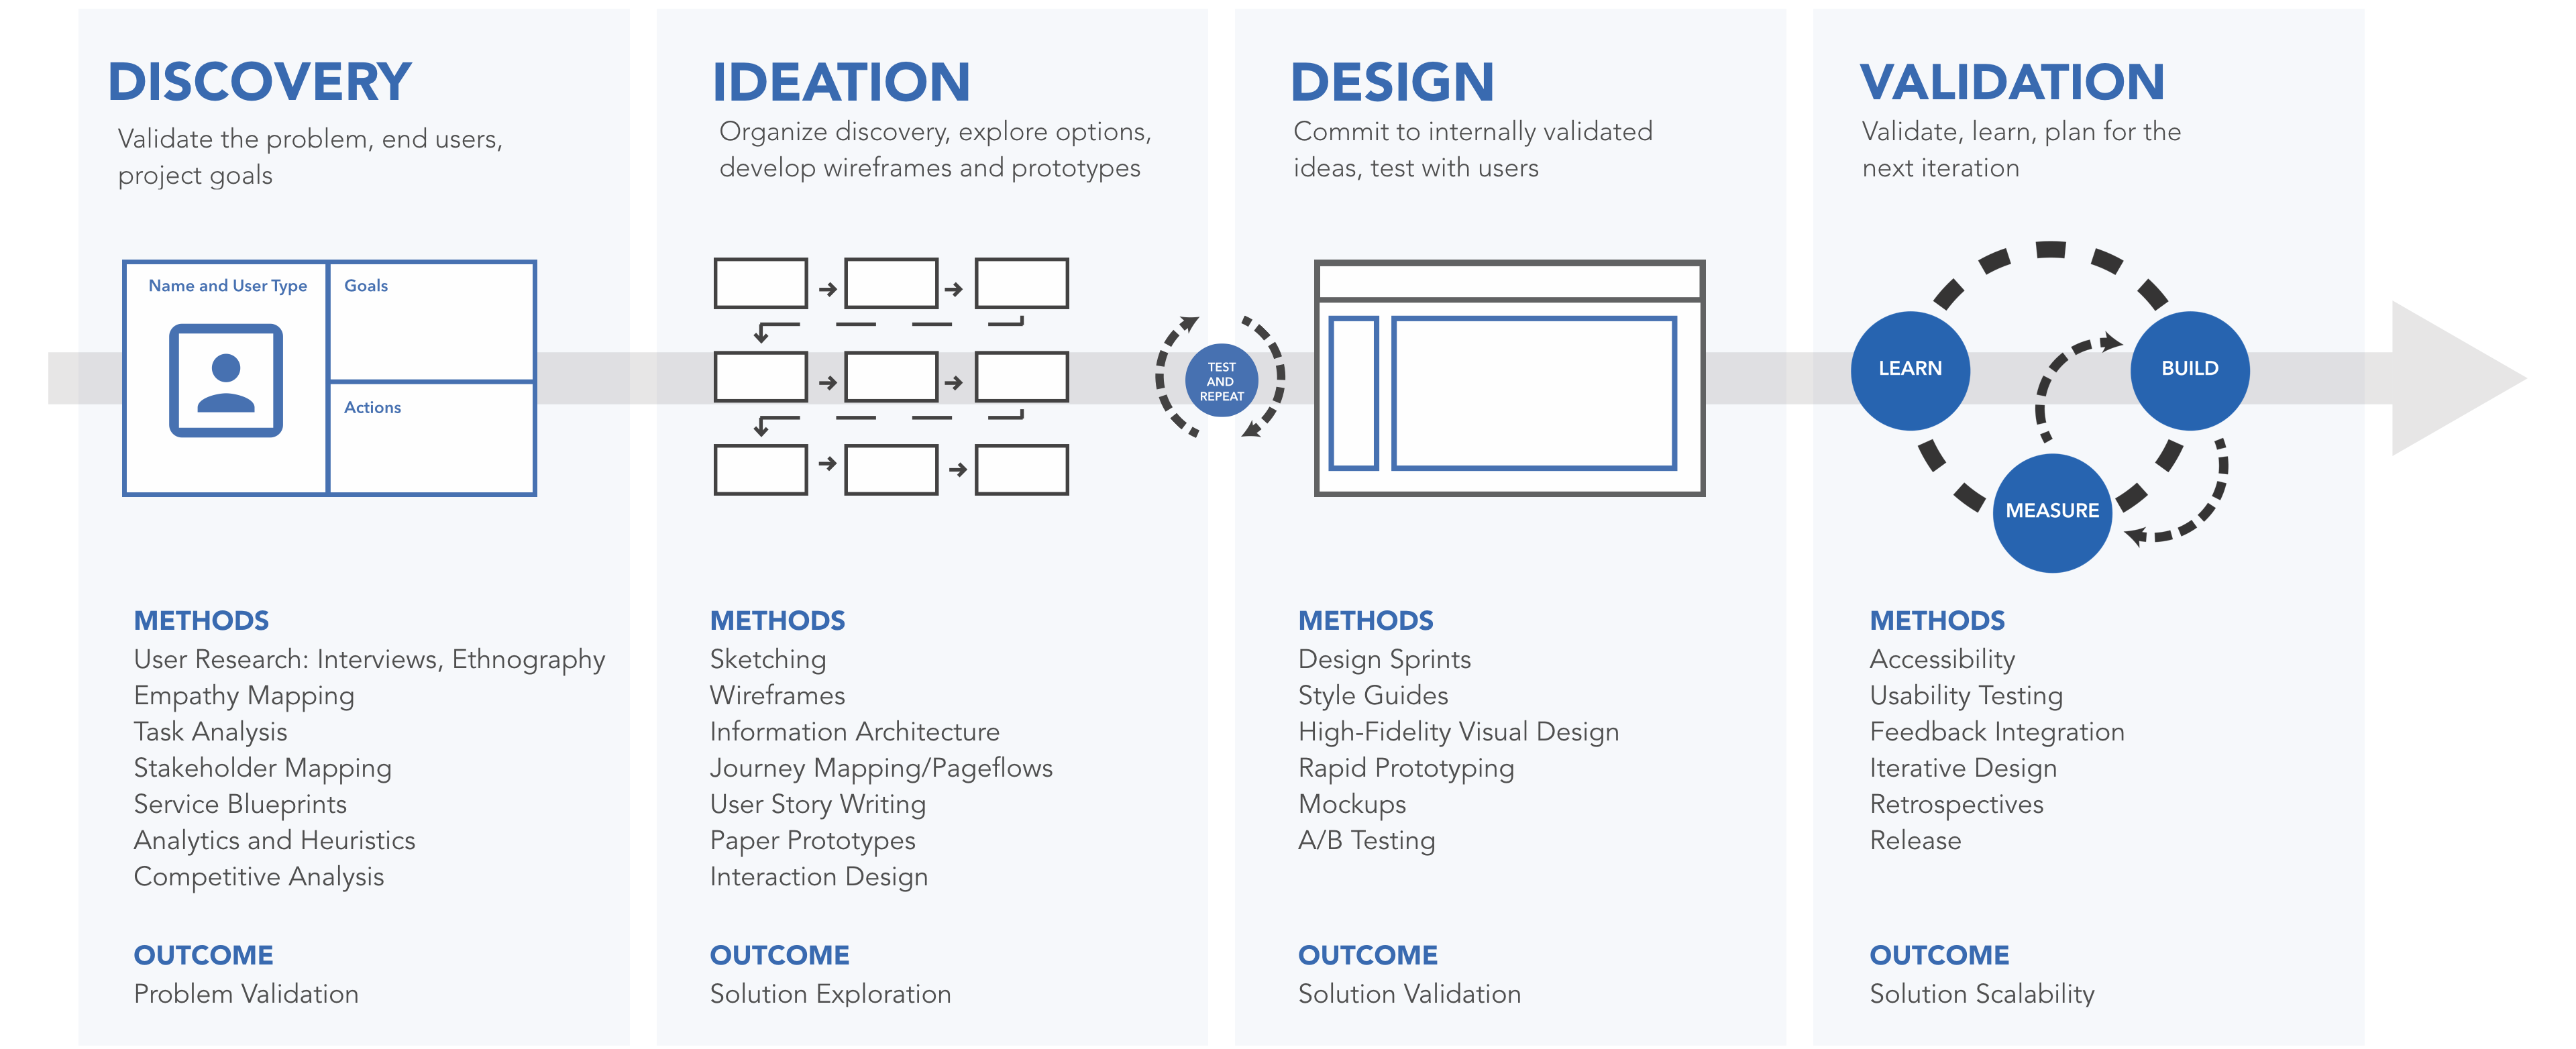 DISCOVERY
Validate the problem, end users,
project goals
Name and User Type
Goals
Actions
METHODS
User Research: Interviews, Ethnography
Empathy Mapping
Task Analysis
Stakeholder Mapping
Service Blueprints
Analytics and Heuristics
Competitive Analysis
OUTCOME
Problem Validation
IDEATION
Organize discovery, explore options,
develop wireframes and prototypes
TEST
AND
REPEAT
METHODS
Sketching
Wireframes
Information Architecture
Journey Mapping/Pageflows
User Story Writing
Paper Prototypes
Interaction Design
OUTCOME
Solution Exploration
DESIGN
Commit to internally validated
ideas, test with users
METHODS
Design Sprints
Style Guides
High-Fidelity Visual Design
Rapid Prototyping
Mockups
A/B Testing
OUTCOME
Solution Validation
VALIDATION
Validate, learn, plan for the
next iteration
LEARN
BUILD
MEASURE
METHODS
Accessibility
Usability Testing
Feedback Integration
Iterative Design
Retrospectives
Release
OUTCOME
Solution Scalability